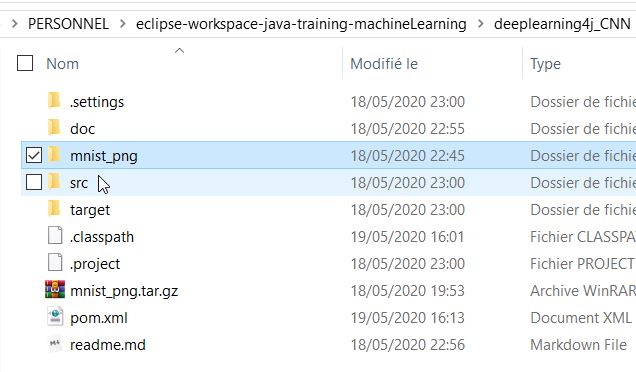 PERSONNEL > eclipse-workspace-java-training-machineLearning > deeplearning4j_CNN
Nom Modifié le Type
.settings 18/05/2020 23:00 Dossier de fichie
doc 18/05/2020 22:55 Dossier de fichie
mnist_png 18/05/2020 22:45 Dossier de fichie
src 18/05/2020 23:00 Dossier de fichie
target 18/05/2020 23:00 Dossier de fichie
.classpath 19/05/2020 16:01 Fichier CLASSPA
.project 18/05/2020 23:00 Fichier PROJECT
mnist_png.tar.gz 18/05/2020 19:53 Archive WinRAR
pom.xml 19/05/2020 16:13 Document XML
readme.md 18/05/2020 22:56 Markdown File